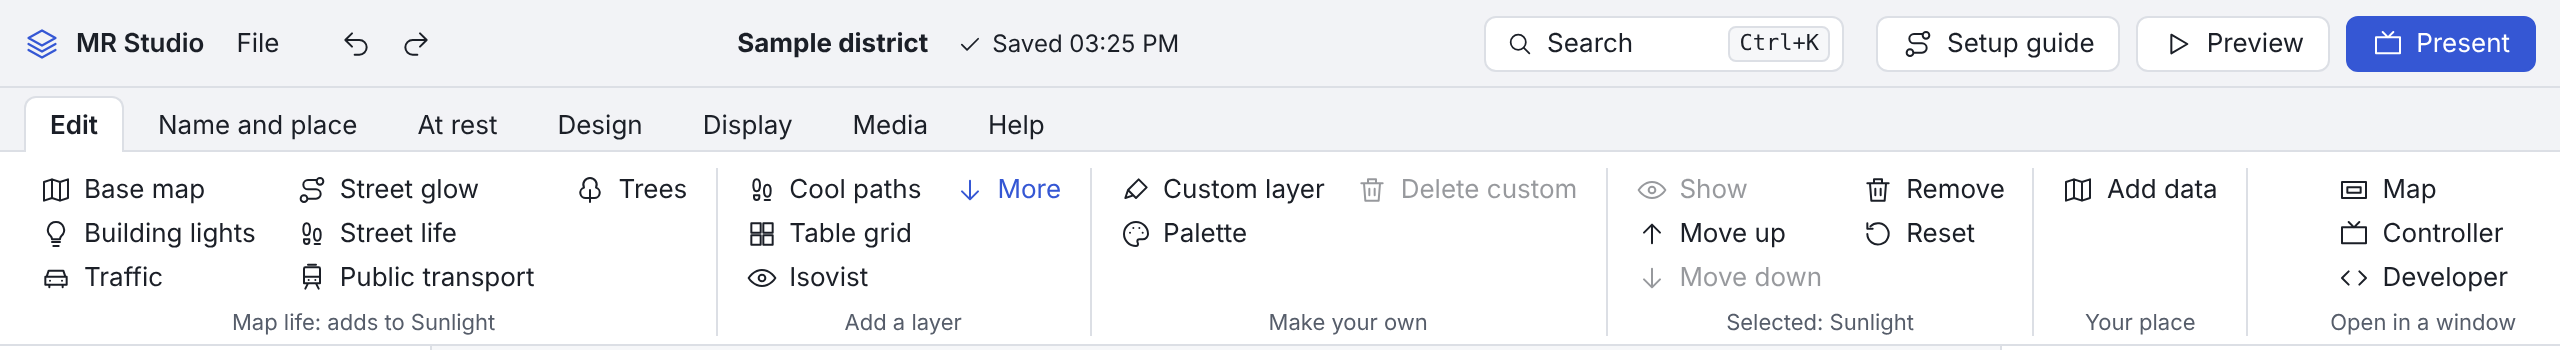 MR Studio File Sample district Saved 03:25 PM Search Ctrl+K Setup guide Preview Present
Edit Name and place At rest Design Display Media Help
Base map Street glow Trees Cool paths More Custom layer Delete custom Show Remove Add data Map
Building lights Street life Table grid Palette Move up Reset Controller
Traffic Public transport Isovist Move down Developer
Map life: adds to Sunlight Add a layer Make your own Selected: Sunlight Your place Open in a window